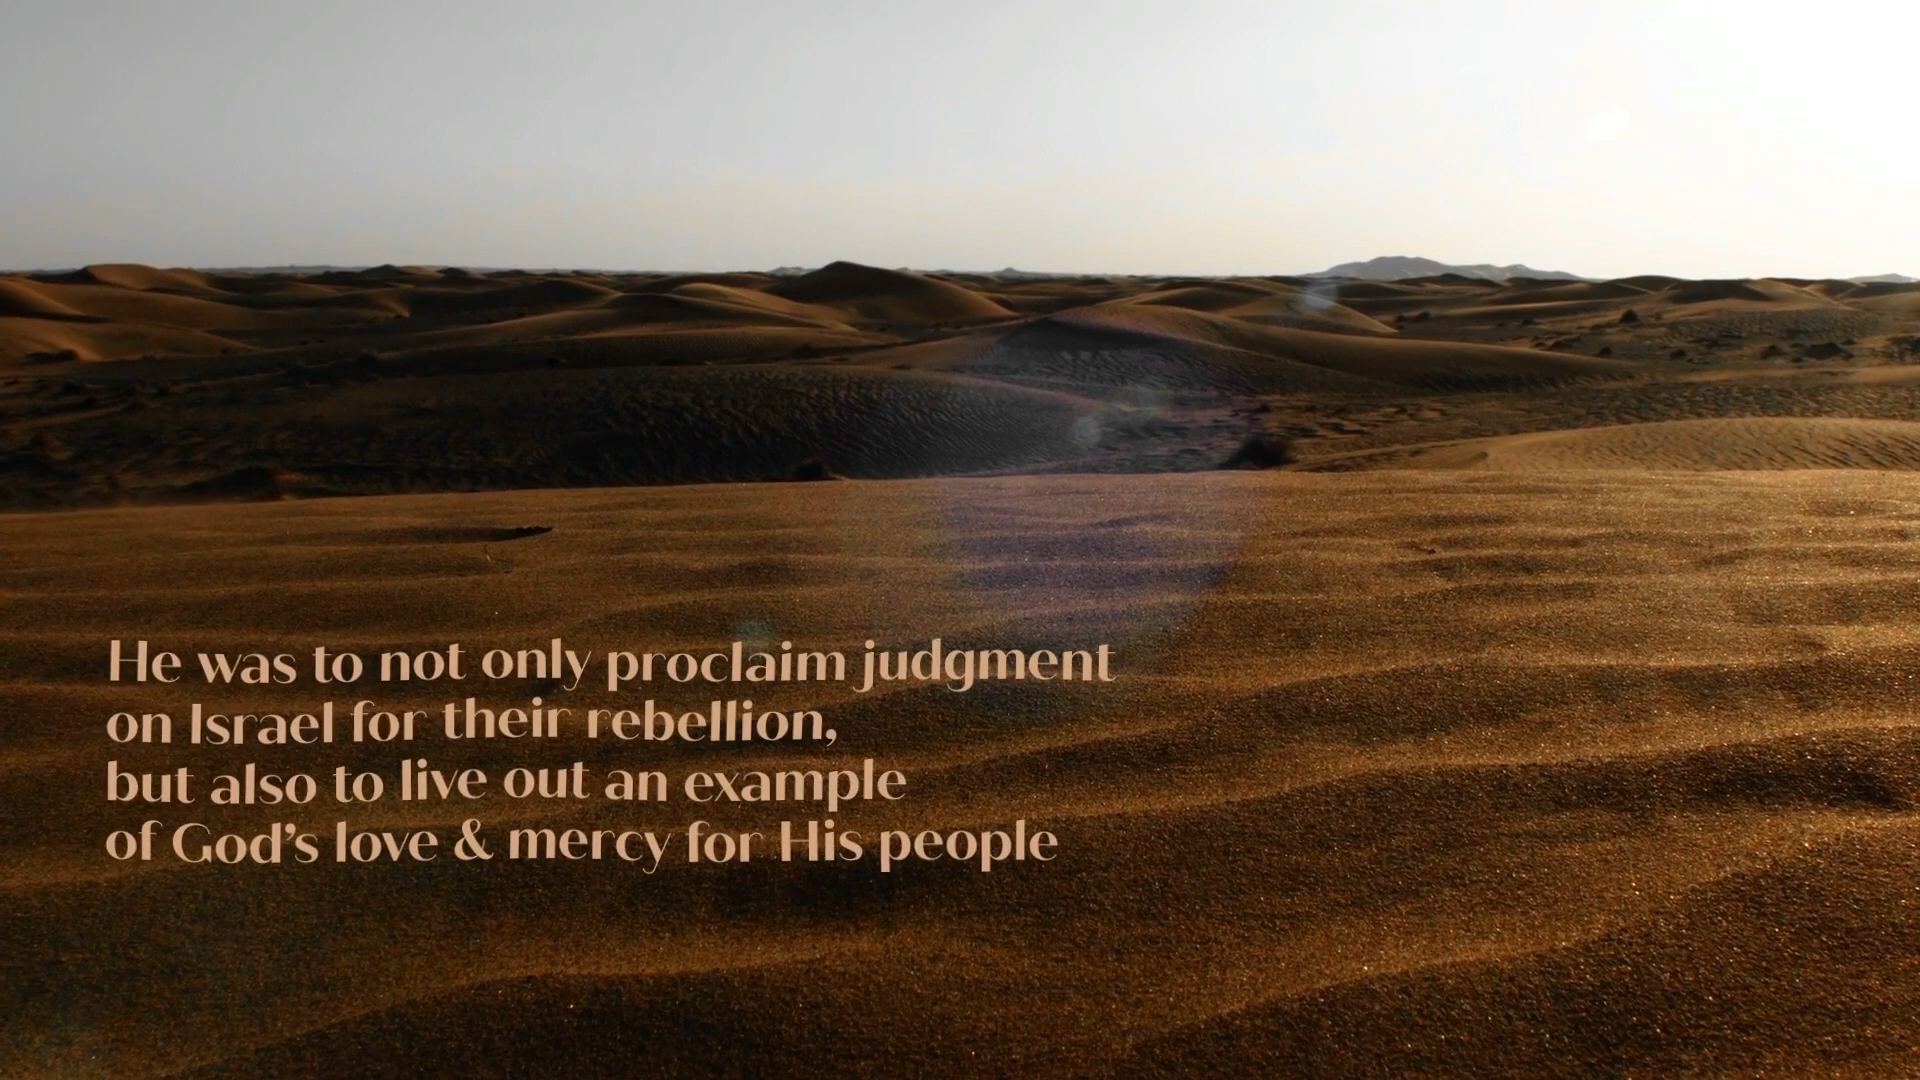 He was to not only proclaim judgment
on Israel for their rebellion,
but also to live out an example
of God’s love & mercy for His people